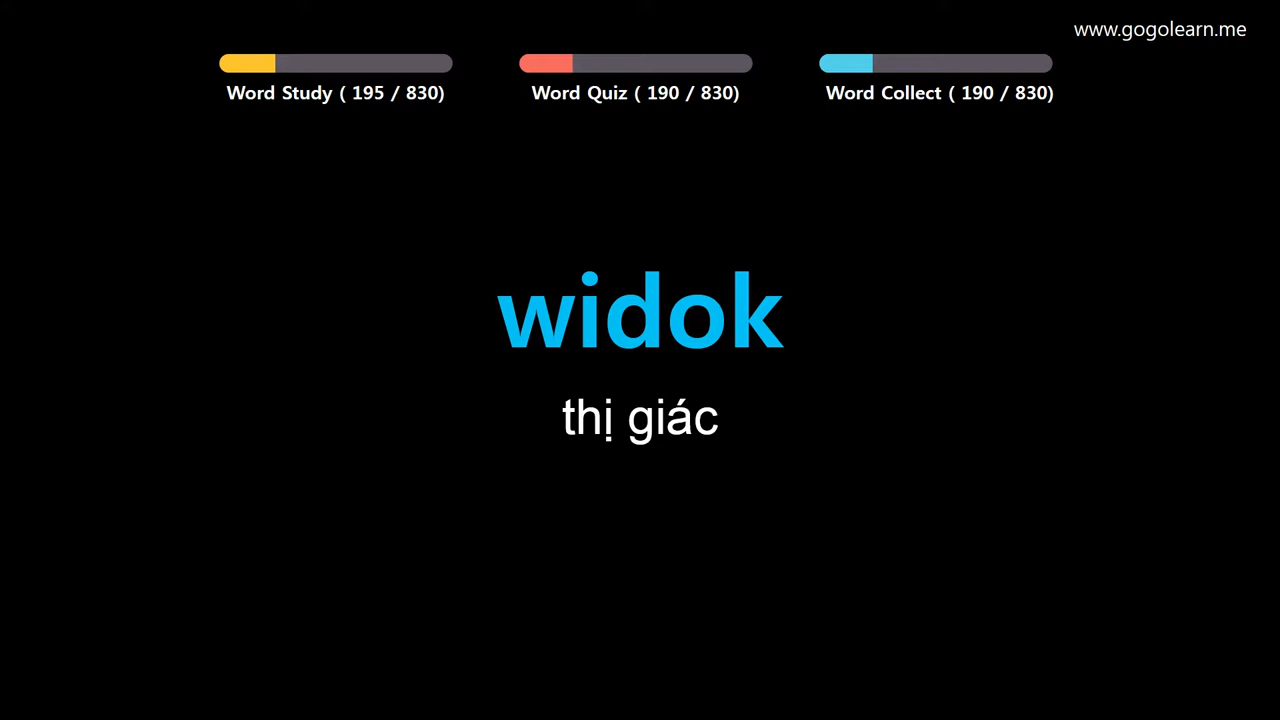 www.gogolearn.me
Word Study ( 195 / 830)
Word Quiz ( 190 / 830)
Word Collect ( 190 / 830)
widok
thị giác